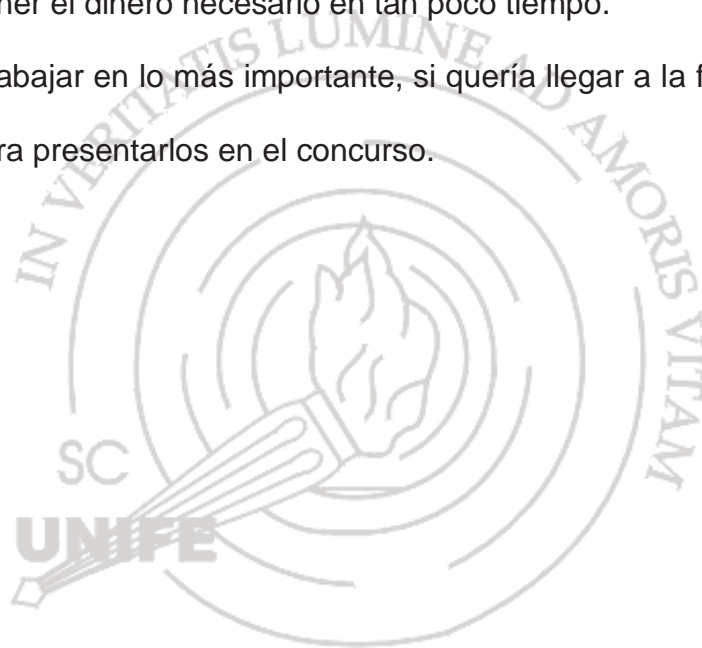 ner el dinero necesario en tan poco tiempo.
abajar en lo más importante, si quería llegar a la f
ra presentarlos en el concurso.
IN VERITATIS LUMINE AD AMORIS VITAM
SC
UNIFE